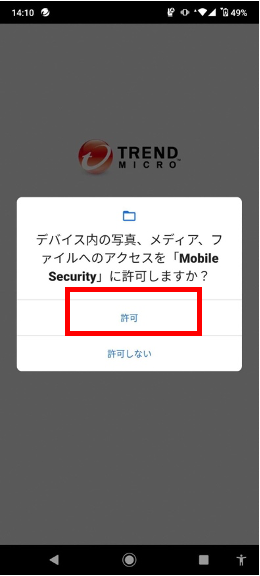 14:10
49%
TREND
MICRO™
デバイス内の写真、メディア、フ
ァイルへのアクセスを「Mobile
Security」に許可しますか？
許可
許可しない